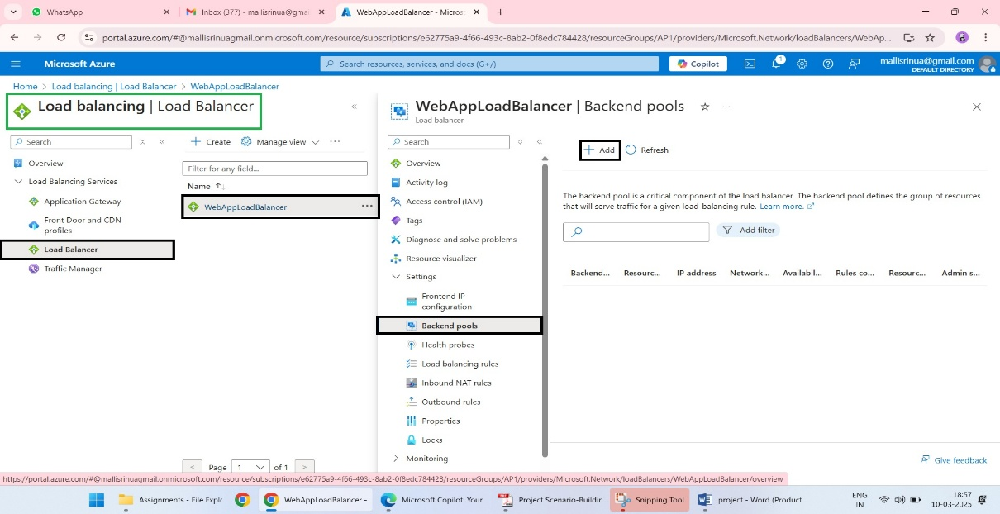 WhatsApp
Inbox (377) - mallisrinua@gmai
WebAppLoadBalancer - Micros
portal.azure.com/#@mallisrinuagmail.onmicrosoft.com/resource/subscriptions/e62775a9-4f66-493c-8ab2-0f8edc784428/resourceGroups/AP1/providers/Microsoft.Network/loadBalancers/WebAp...
Microsoft Azure
Search resources, services, and docs (G+/)
Copilot
1
mallisrinua@gmail.com
DEFAULT DIRECTORY
Home > Load balancing | Load Balancer > WebAppLoadBalancer
Load balancing | Load Balancer
Search
Overview
Load Balancing Services
Application Gateway
Front Door and CDN
profiles
Load Balancer
Traffic Manager
Create
Manage view
Filter for any field...
Name
WebAppLoadBalancer
Page 1 of 1
WebAppLoadBalancer | Backend pools
Load balancer
Search
Overview
Activity log
Access control (IAM)
Tags
Diagnose and solve problems
Resource visualizer
Settings
Frontend IP
configuration
Backend pools
Health probes
Load balancing rules
Inbound NAT rules
Outbound rules
Properties
Locks
Monitoring
Add
Refresh
The backend pool is a critical component of the load balancer. The backend pool defines the group of resources
that will serve traffic for a given load-balancing rule. Learn more.
Add filter
Backend... Resourc... IP address Network... Availabil... Rules co... Resourc... Admin s...
Give feedback
https://portal.azure.com/#@mallisrinuagmail.onmicrosoft.com/resource/subscriptions/e62775a9-4f66-493c-8ab2-0f8edc784428/resourceGroups/AP1/providers/Microsoft.Network/loadBalancers/WebAppLoadBalancer/overview
Assignments - File Explo
WebAppLoadBalancer -
Microsoft Copilot: Your
Project Scenario-Buildin
Snipping Tool
project - Word (Product
ENG
IN
18:57
10-03-2025